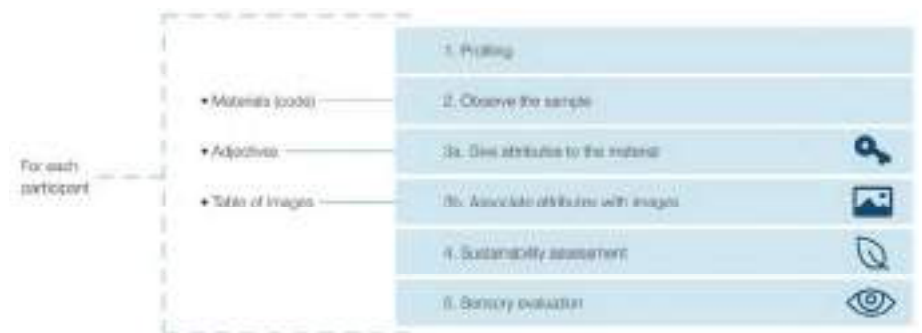 For each
participant
• Materials (code)
• Adjectives
• Table of Images
1. Profiling
2. Observe the sample
3a. Give attributes to the material
3b. Associate attributes with images
4. Sustainability assessment
5. Sensory evaluation